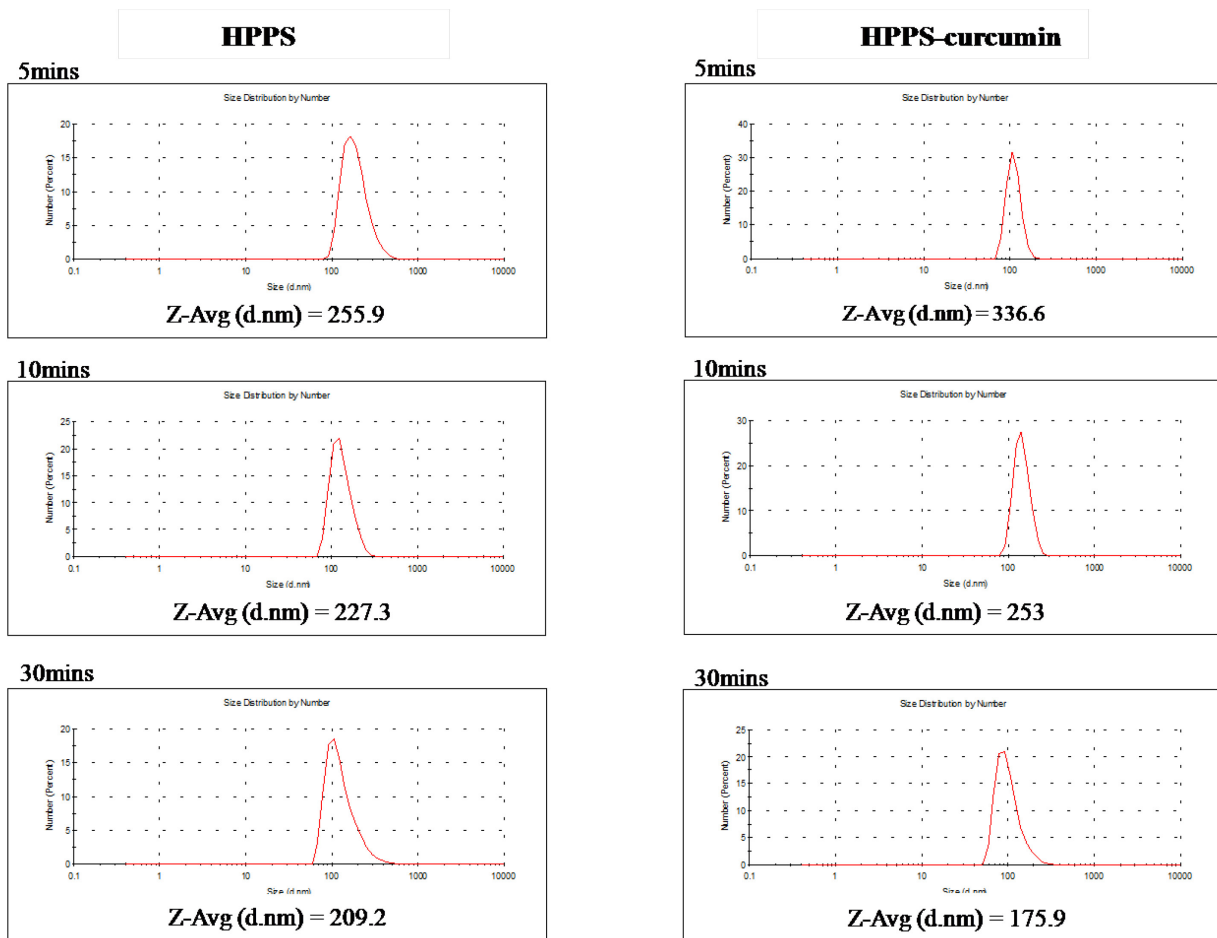 HPPS
5mins
Size Distribution by Number
20
15
10
5
0
Number (Percent)
0.1 1 10 100 1000 10000
Size (d.nm)
Z-Avg (d.nm) = 255.9
10mins
Size Distribution by Number
25
20
15
10
5
0
Number (Percent)
0.1 1 10 100 1000 10000
Size (d.nm)
Z-Avg (d.nm) = 227.3
30mins
Size Distribution by Number
20
15
10
5
0
Number (Percent)
0.1 1 10 100 1000 10000
Size (d.nm)
Z-Avg (d.nm) = 209.2
HPPS-curcumin
5mins
Size Distribution by Number
40
30
20
10
0
Number (Percent)
0.1 1 10 100 1000 10000
Size (d.nm)
Z-Avg (d.nm) = 336.6
10mins
Size Distribution by Number
30
20
10
0
Number (Percent)
0.1 1 10 100 1000 10000
Size (d.nm)
Z-Avg (d.nm) = 253
30mins
Size Distribution by Number
25
20
15
10
5
0
Number (Percent)
0.1 1 10 100 1000 10000
Size (d.nm)
Z-Avg (d.nm) = 175.9